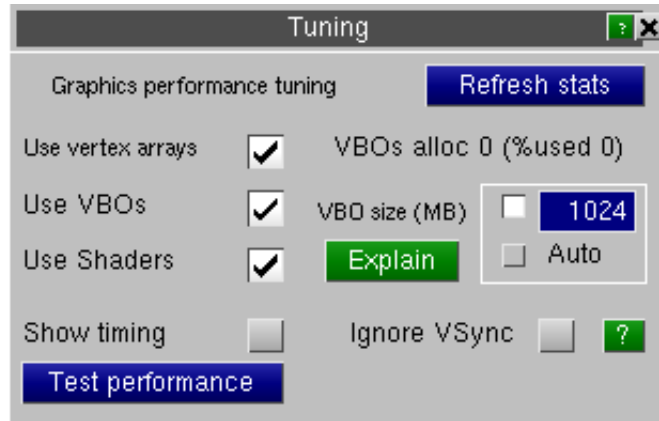 Tuning ?
Graphics performance tuning Refresh stats
Use vertex arrays VBOs alloc 0 (%used 0)
Use VBOs VBO size (MB) 1024
Use Shaders Explain Auto
Show timing Ignore VSync ?
Test performance